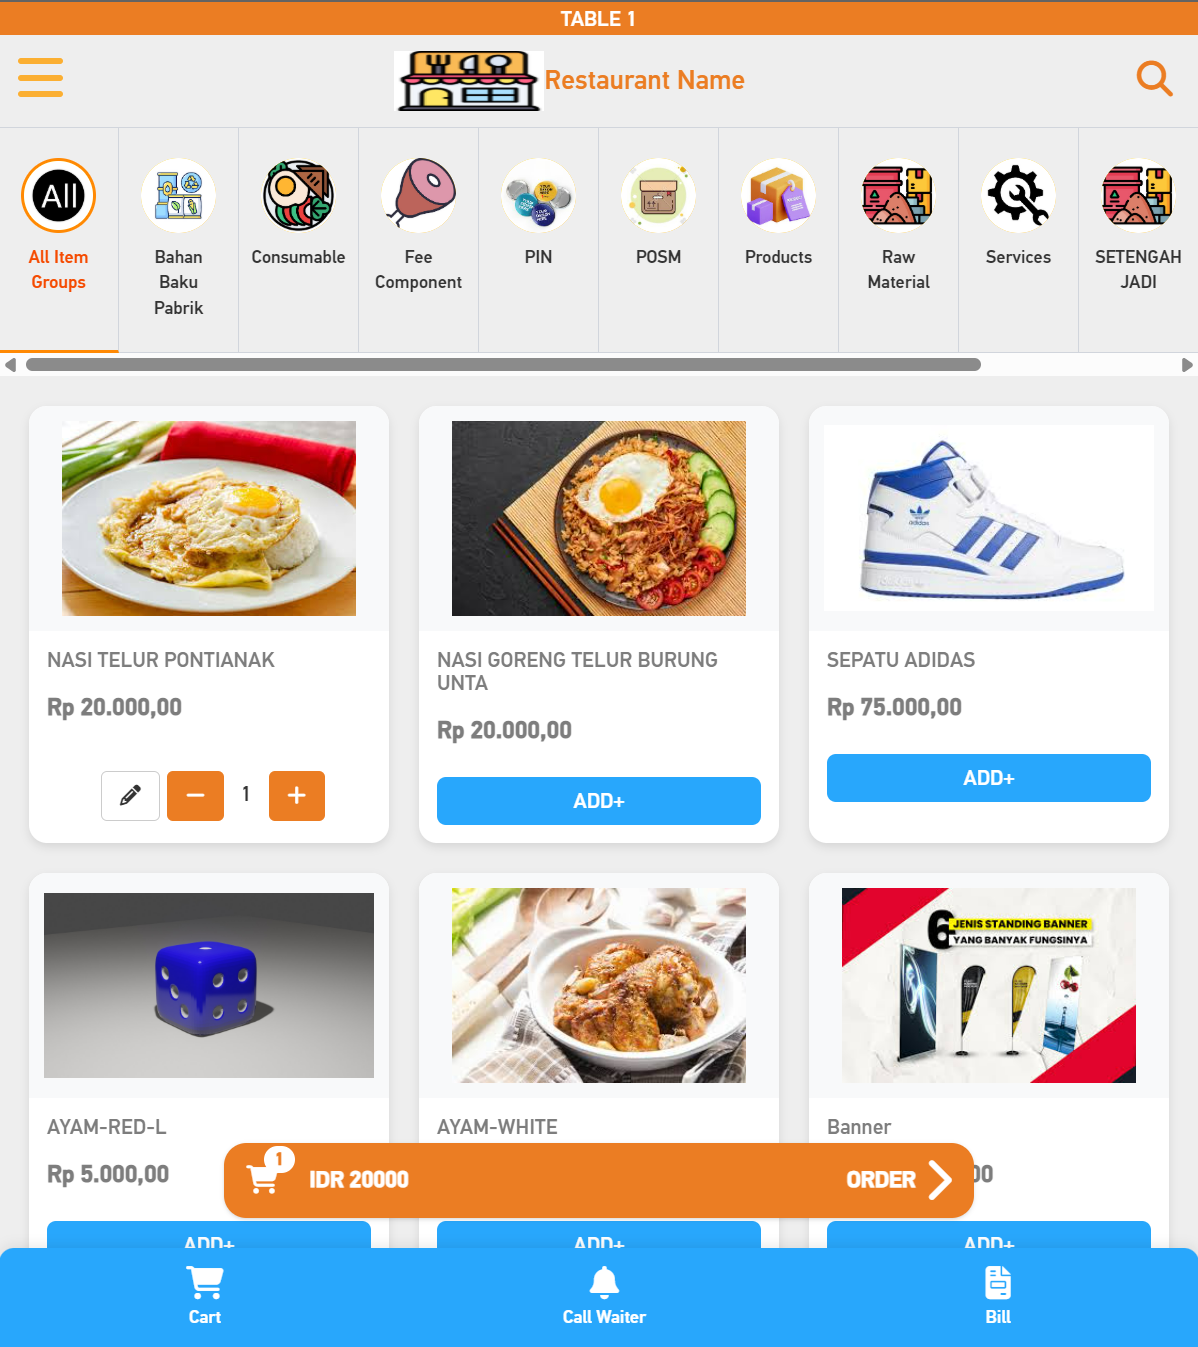 TABLE 1
Restaurant Name
All
All Item
Groups
Bahan
Baku
Pabrik
Consumable
Fee
Component
PIN
POSM
Products
Raw
Material
Services
SETENGAH
JADI
NASI TELUR PONTIANAK
Rp 20.000,00
1
NASI GORENG TELUR BURUNG
UNTA
Rp 20.000,00
ADD+
adidas
SEPATU ADIDAS
Rp 75.000,00
ADD+
AYAM-RED-L
Rp 5.000,00
ADD+
AYAM-WHITE
ADD+
6 JENIS STANDING BANNER
YANG BANYAK FUNGSINYA
Banner
00
ADD+
1
IDR 20000
ORDER
Cart
Call Waiter
Bill